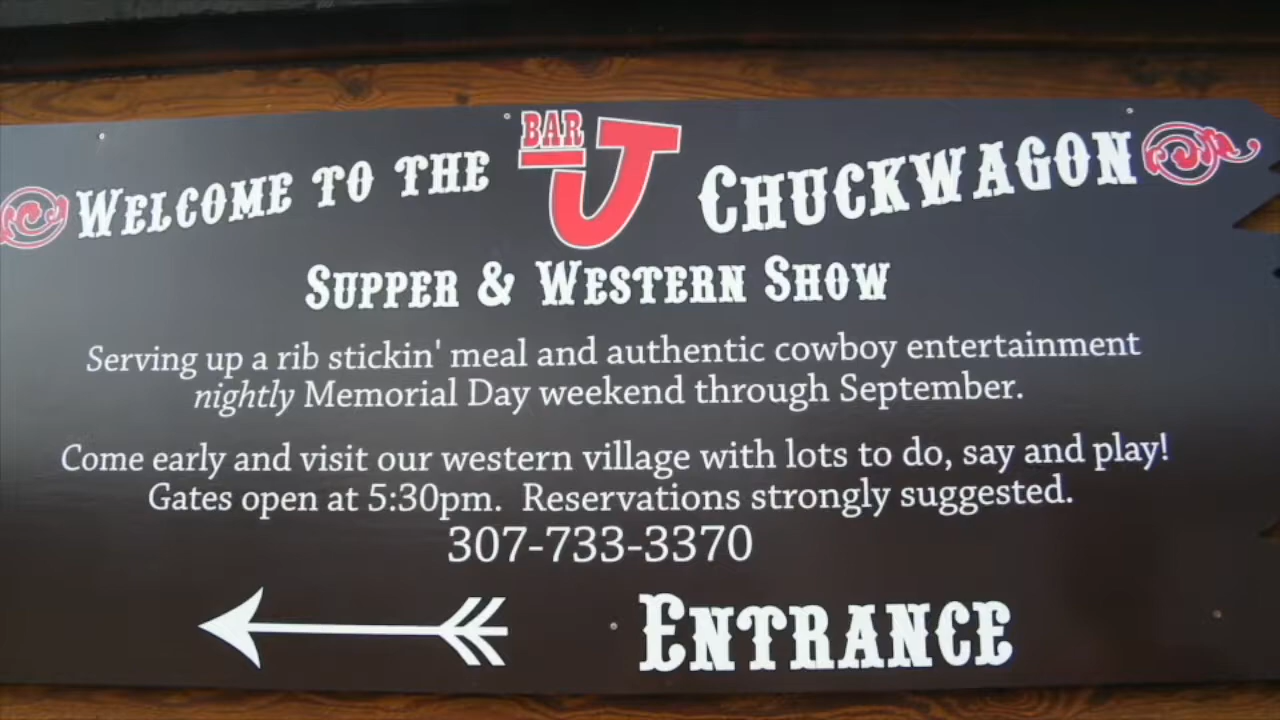 WELCOME TO THE BAR J CHUCKWAGON
SUPPER & WESTERN SHOW
Serving up a rib stickin' meal and authentic cowboy entertainment
nightly Memorial Day weekend through September.
Come early and visit our western village with lots to do, say and play!
Gates open at 5:30pm. Reservations strongly suggested.
307-733-3370
ENTRANCE